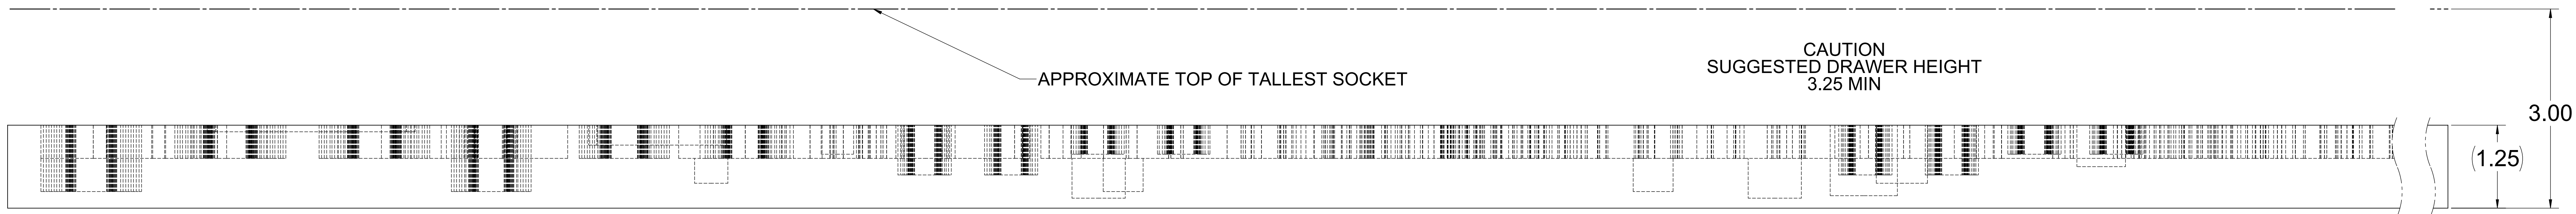 CAUTION
SUGGESTED DRAWER HEIGHT
3.25 MIN
APPROXIMATE TOP OF TALLEST SOCKET
3.00
(1.25)